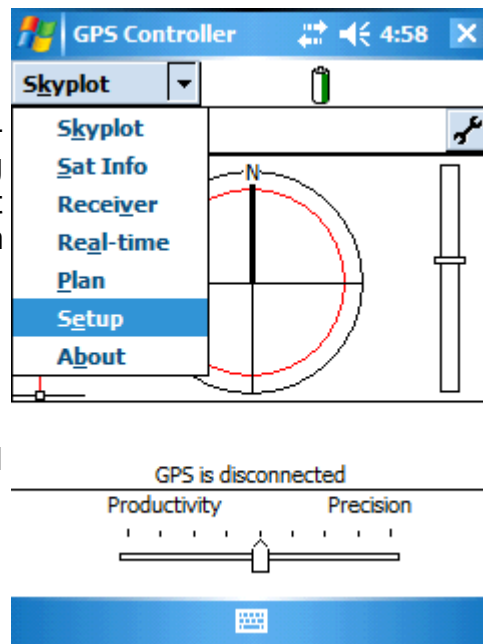 GPS Controller 4:58
Skyplot
Skyplot
Sat Info
Receiver
Real-time
Plan
Setup
About
N
GPS is disconnected
Productivity Precision